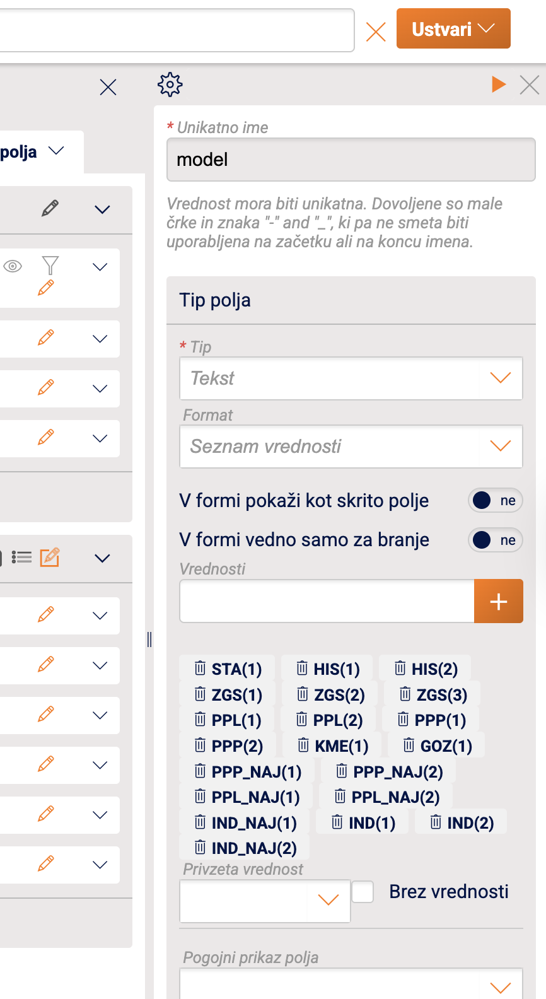 Ustvari
polja
* Unikatno ime
model
Vrednost mora biti unikatna. Dovoljene so male
črke in znaka "-" and "_", ki pa ne smeta biti
uporabljena na začetku ali na koncu imena.
Tip polja
* Tip
Tekst
Format
Seznam vrednosti
V formi pokaži kot skrito polje ne
V formi vedno samo za branje ne
Vrednosti
STA(1) HIS(1) HIS(2)
ZGS(1) ZGS(2) ZGS(3)
PPL(1) PPL(2) PPP(1)
PPP(2) KME(1) GOZ(1)
PPP_NAJ(1) PPP_NAJ(2)
PPL_NAJ(1) PPL_NAJ(2)
IND_NAJ(1) IND(1) IND(2)
IND_NAJ(2)
Privzeta vrednost
Brez vrednosti
Pogojni prikaz polja